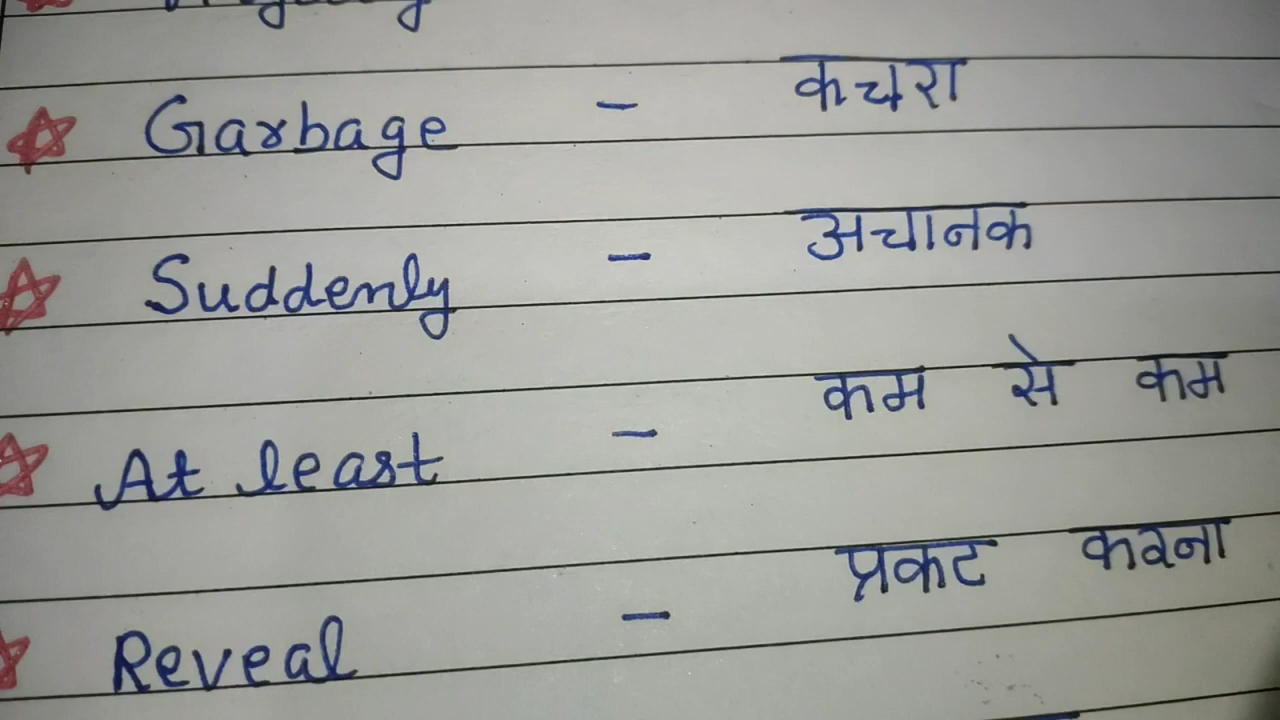 Garbage - कचरा
Suddenly - अचानक
At least - कम से कम
Reveal - प्रकट करना